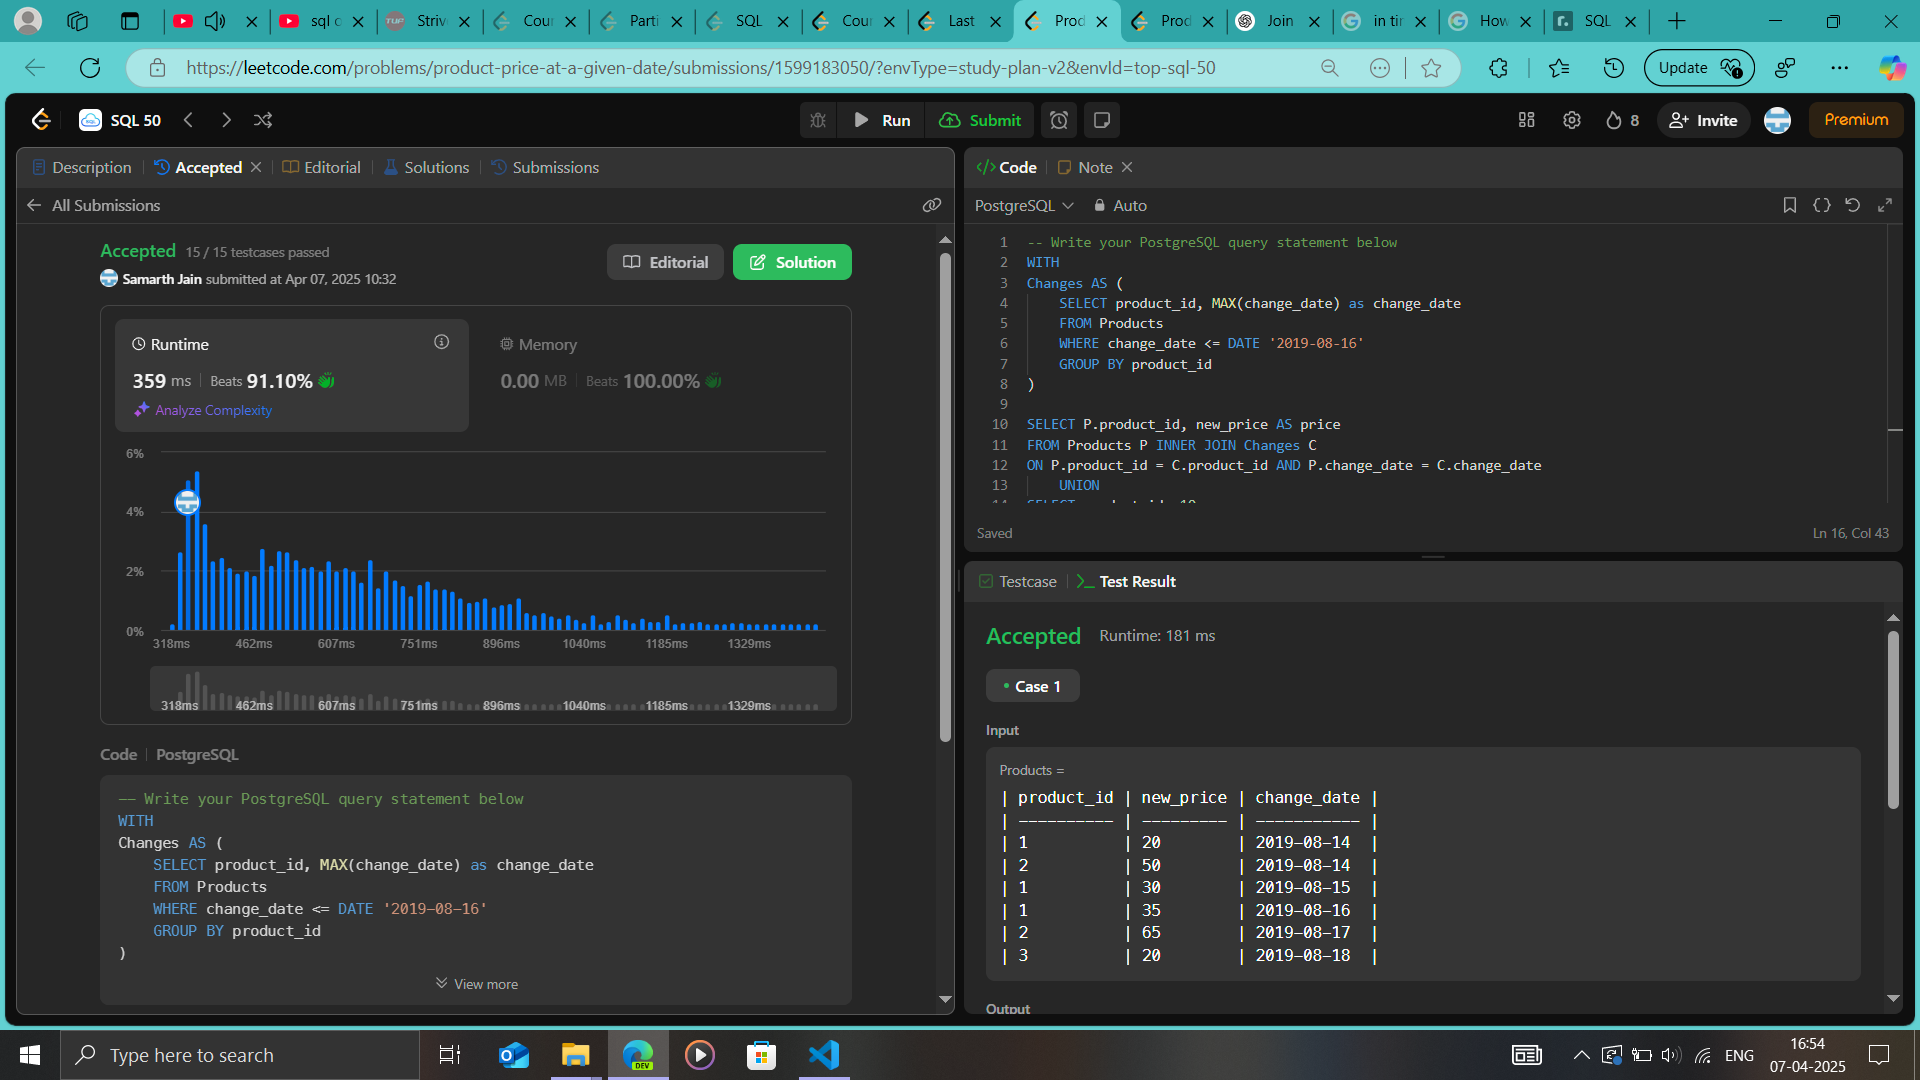 Strive
Cour
Parti
SQL
Cour
Last
Prod
Prod
Join
in tir
How
SQL
https://leetcode.com/problems/product-price-at-a-given-date/submissions/1599183050/?envType=study-plan-v2&envId=top-sql-50
Update
SQL 50
Run
Submit
8
Invite
Premium
Description
Accepted
Editorial
Solutions
Submissions
All Submissions
Accepted 15 / 15 testcases passed
Samarth Jain submitted at Apr 07, 2025 10:32
Editorial
Solution
Runtime
359 ms Beats 91.10%
Analyze Complexity
Memory
0.00 MB Beats 100.00%
6%
4%
2%
0%
318ms 462ms 607ms 751ms 896ms 1040ms 1185ms 1329ms
318ms 462ms 607ms 751ms 896ms 1040ms 1185ms 1329ms
Code PostgreSQL
-- Write your PostgreSQL query statement below
WITH
Changes AS (
SELECT product_id, MAX(change_date) as change_date
FROM Products
WHERE change_date <= DATE '2019-08-16'
GROUP BY product_id
)
View more
Code
Note
PostgreSQL
Auto
1 -- Write your PostgreSQL query statement below
2 WITH
3 Changes AS (
4 SELECT product_id, MAX(change_date) as change_date
5 FROM Products
6 WHERE change_date <= DATE '2019-08-16'
7 GROUP BY product_id
8 )
9
10 SELECT P.product_id, new_price AS price
11 FROM Products P INNER JOIN Changes C
12 ON P.product_id = C.product_id AND P.change_date = C.change_date
13 UNION
Saved
Ln 16, Col 43
Testcase
Test Result
Accepted Runtime: 181 ms
Case 1
Input
Products =
| product_id | new_price | change_date |
| ---------- | --------- | ----------- |
| 1 | 20 | 2019-08-14 |
| 2 | 50 | 2019-08-14 |
| 1 | 30 | 2019-08-15 |
| 1 | 35 | 2019-08-16 |
| 2 | 65 | 2019-08-17 |
| 3 | 20 | 2019-08-18 |
Output
Type here to search
DEV
ENG
16:54
07-04-2025